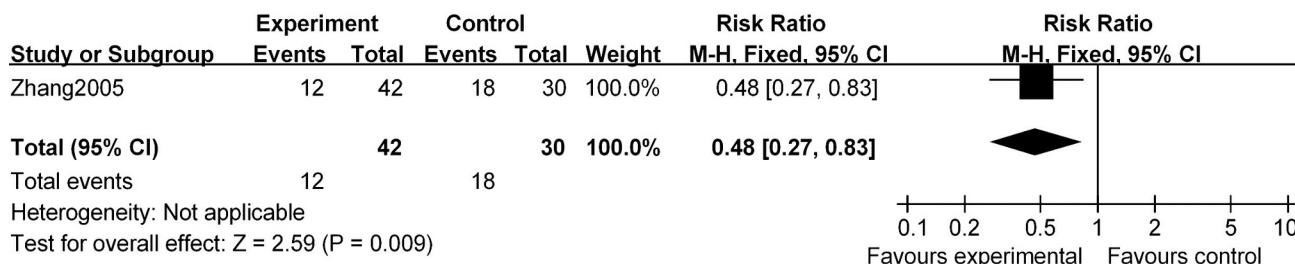 Experiment Control Risk Ratio Risk Ratio
Study or Subgroup Events Total Events Total Weight M-H, Fixed, 95% CI M-H, Fixed, 95% CI
Zhang2005 12 42 18 30 100.0% 0.48 [0.27, 0.83]
Total (95% CI) 42 30 100.0% 0.48 [0.27, 0.83]
Total events 12 18
Heterogeneity: Not applicable
Test for overall effect: Z = 2.59 (P = 0.009)
0.1 0.2 0.5 1 2 5 10
Favours experimental Favours control